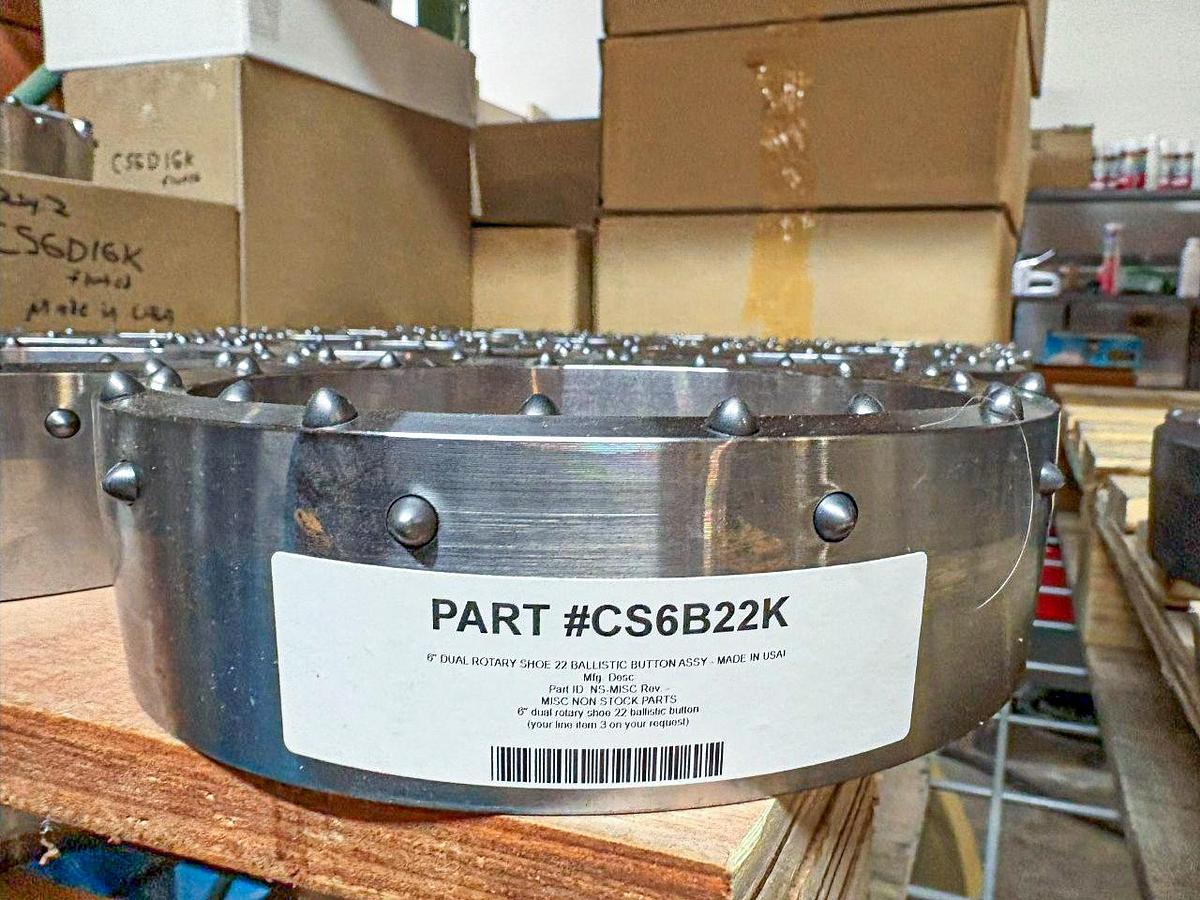 CS6D16K
CS6D16K
Made in USA
PART #CS6B22K
6" DUAL ROTARY SHOE 22 BALLISTIC BUTTON ASSY - MADE IN USA!
Mfg. Desc
Part ID NS-MISC Rev. -
MISC NON STOCK PARTS
6" dual rotary shoe 22 ballistic button
(your line item 3 on your request)